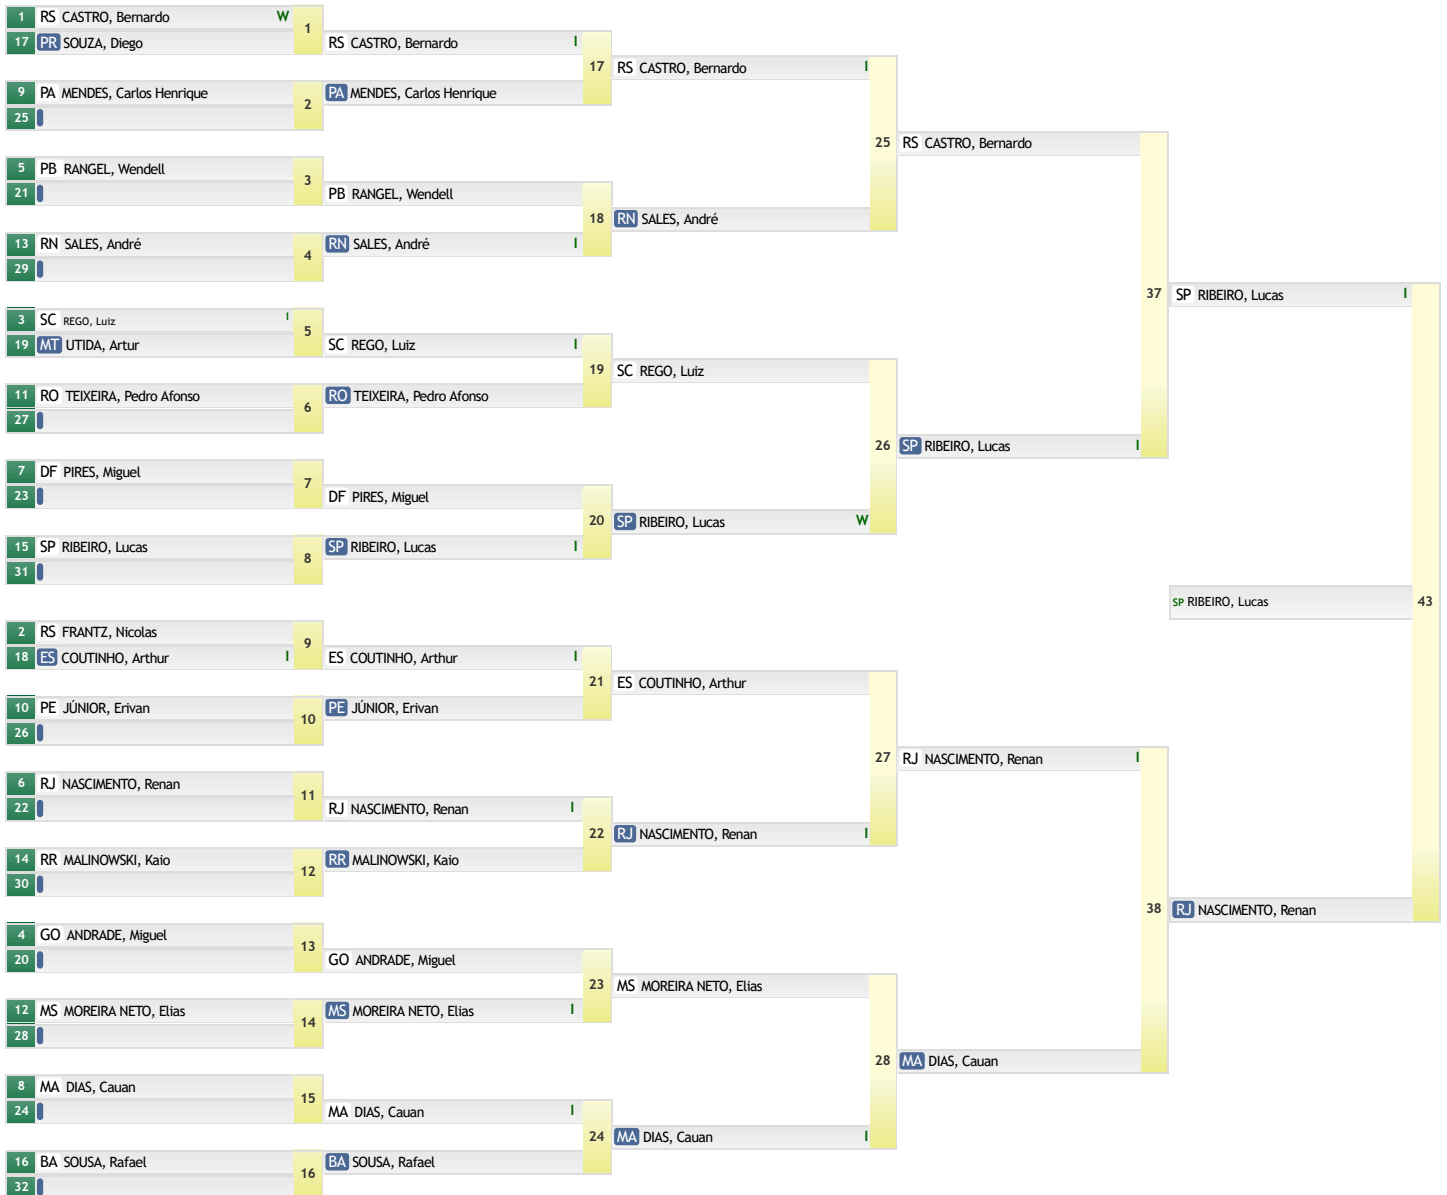 1 RS CASTRO, Bernardo W
17 PR SOUZA, Diego
1
9 PA MENDES, Carlos Henrique
25
2
5 PB RANGEL, Wendell
21
3
13 RN SALES, André
29
4
3 SC REGO, Luiz I
19 MT UTIDA, Artur
5
11 RO TEIXEIRA, Pedro Afonso
27
6
7 DF PIRES, Miguel
23
7
15 SP RIBEIRO, Lucas
31
8
2 RS FRANTZ, Nicolas
18 ES COUTINHO, Arthur I
9
10 PE JÚNIOR, Erivan
26
10
6 RJ NASCIMENTO, Renan
22
11
14 RR MALINOWSKI, Kaio
30
12
4 GO ANDRADE, Miguel
20
13
12 MS MOREIRA NETO, Elias
28
14
8 MA DIAS, Cauan
24
15
16 BA SOUSA, Rafael
32
16
RS CASTRO, Bernardo I
PA MENDES, Carlos Henrique
17
PB RANGEL, Wendell
RN SALES, André I
18
SC REGO, Luiz I
RO TEIXEIRA, Pedro Afonso
19
DF PIRES, Miguel
SP RIBEIRO, Lucas I
20
ES COUTINHO, Arthur I
PE JÚNIOR, Erivan
21
RJ NASCIMENTO, Renan I
RR MALINOWSKI, Kaio
22
GO ANDRADE, Miguel
MS MOREIRA NETO, Elias I
23
MA DIAS, Cauan I
BA SOUSA, Rafael
24
RS CASTRO, Bernardo I
RN SALES, André
25
SC REGO, Luiz
SP RIBEIRO, Lucas W
26
ES COUTINHO, Arthur
RJ NASCIMENTO, Renan I
27
MS MOREIRA NETO, Elias
MA DIAS, Cauan I
28
RS CASTRO, Bernardo
SP RIBEIRO, Lucas I
37
RJ NASCIMENTO, Renan I
MA DIAS, Cauan
38
SP RIBEIRO, Lucas I
SP RIBEIRO, Lucas
43
RJ NASCIMENTO, Renan